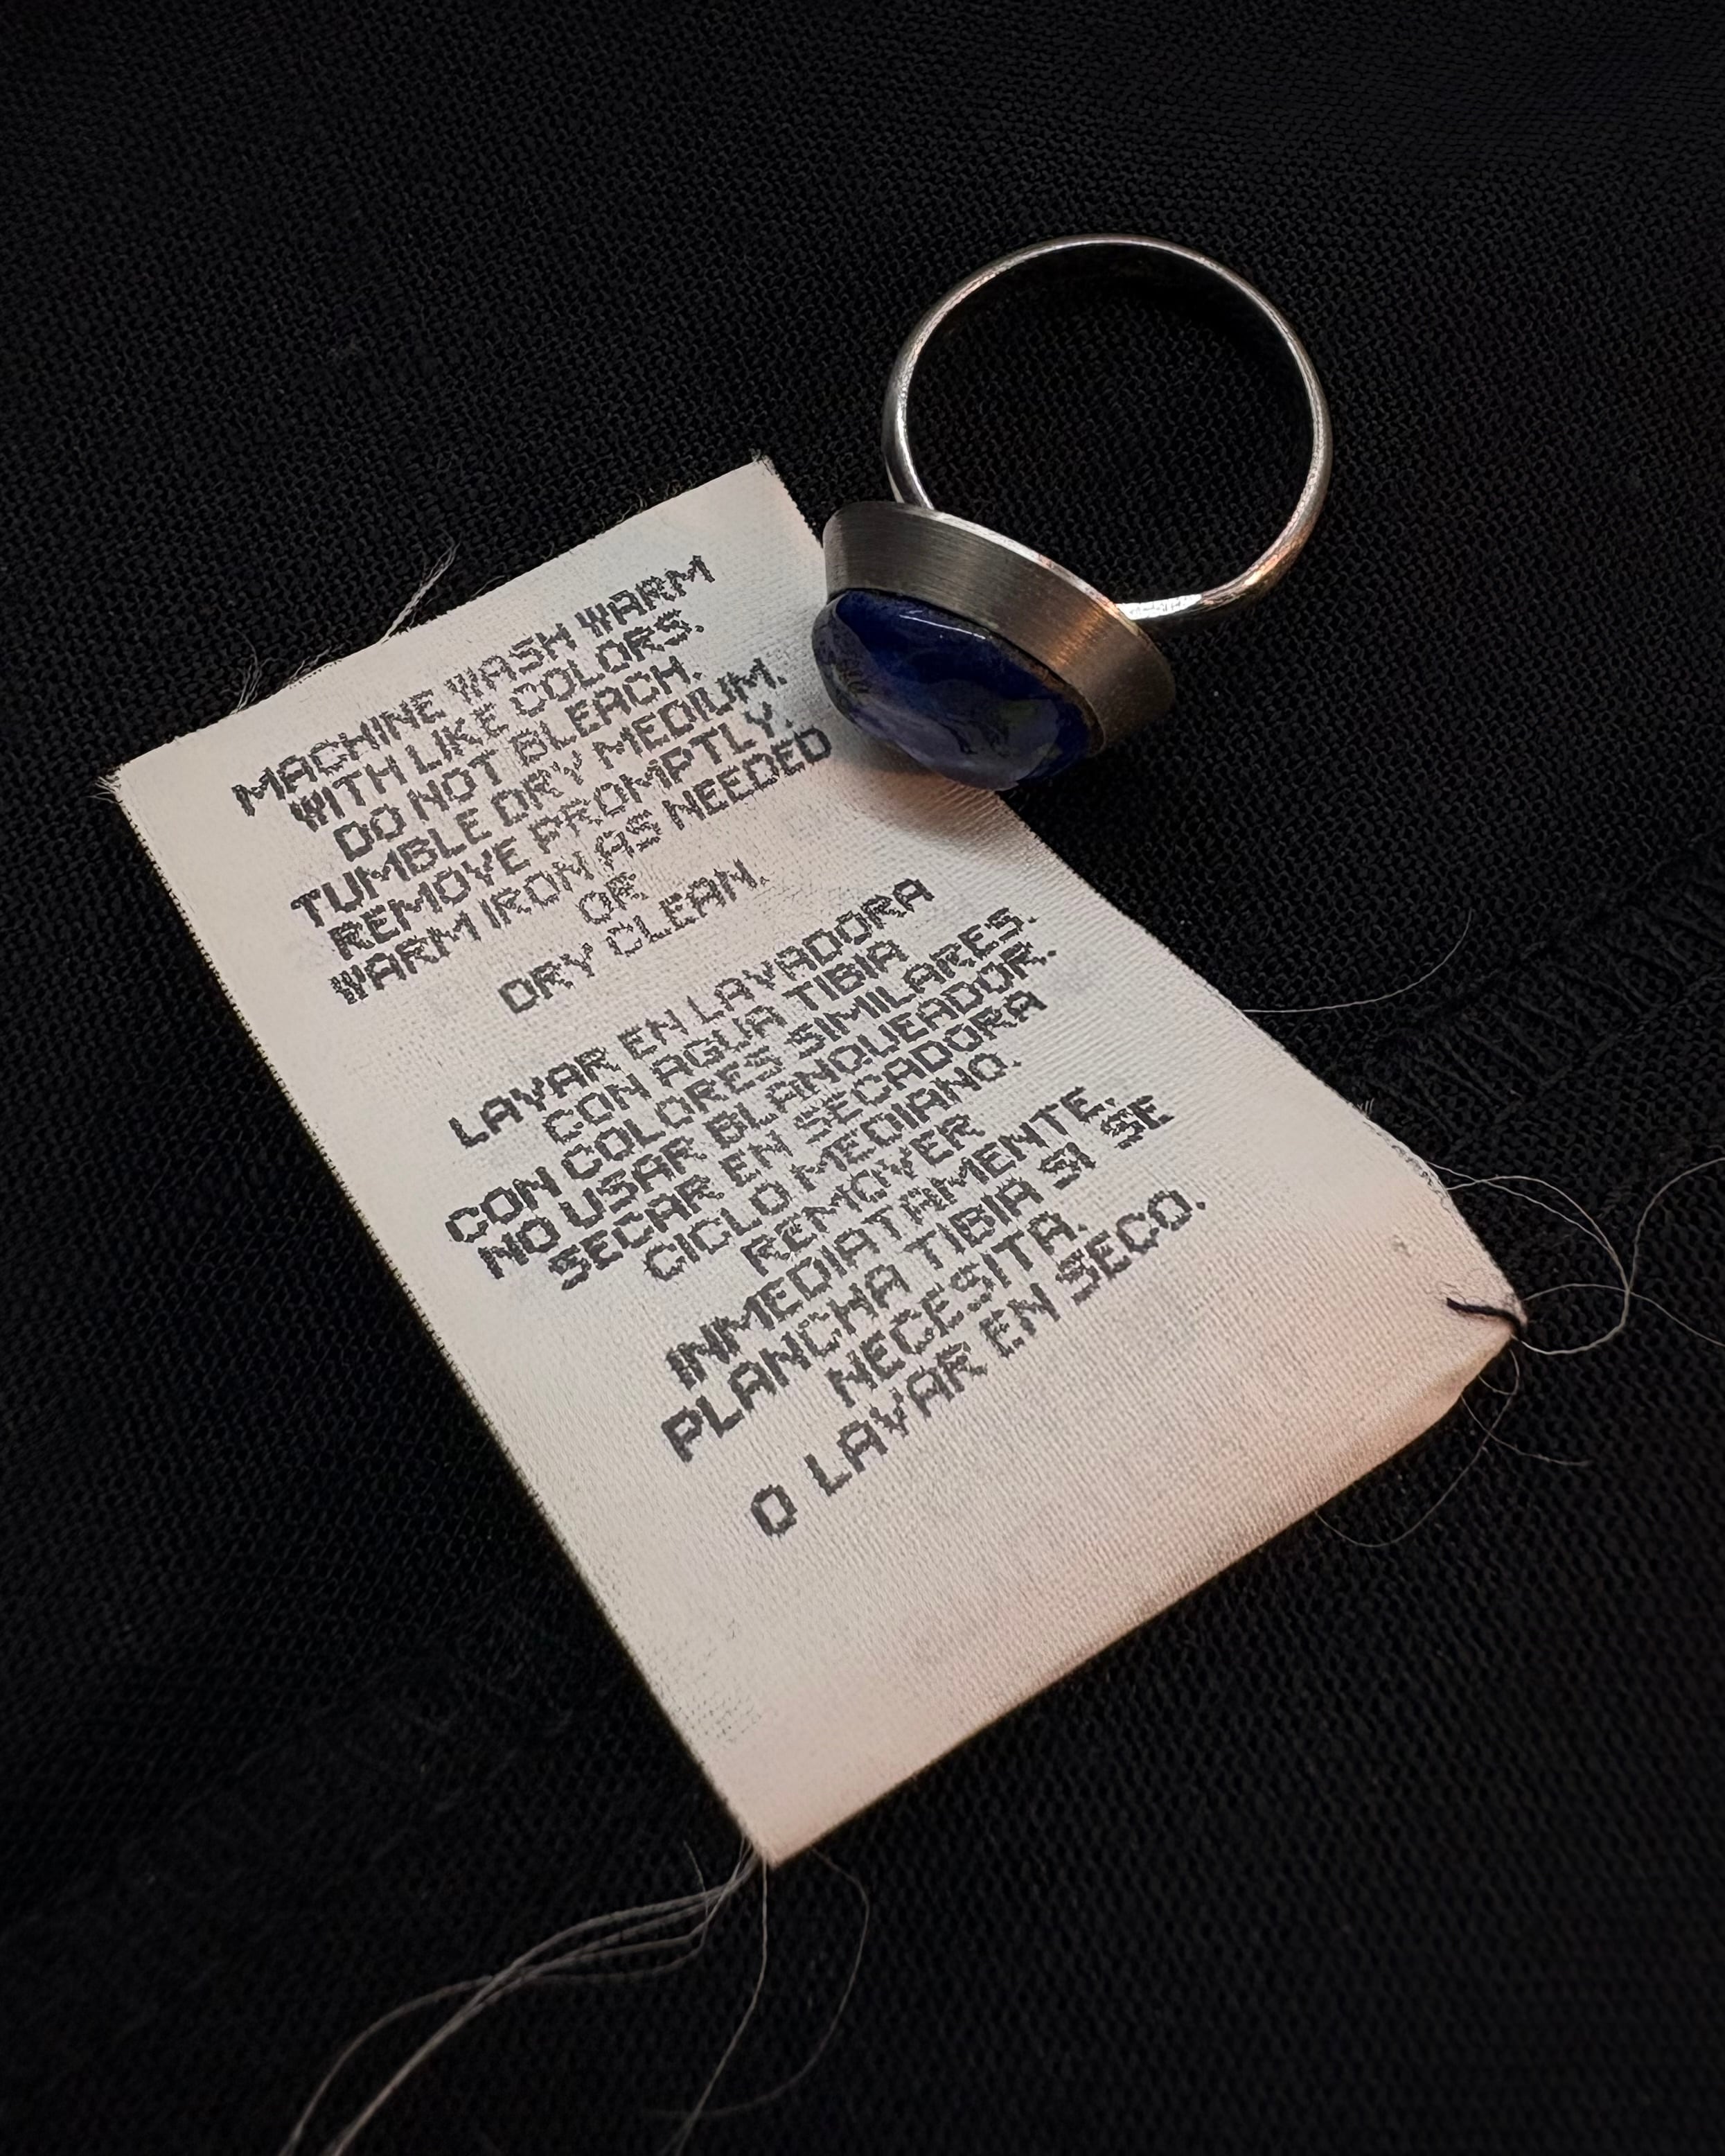 MACHINE WASH WARM
WITH LIKE COLORS.
DO NOT BLEACH.
TUMBLE DRY MEDIUM.
REMOVE PROMPTLY.
WARM IRON AS NEEDED
OR
DRY CLEAN.
LAVAR EN LAVADORA
CON AGUA TIBIA
CON COLORES SIMILARES.
NO USAR BLANQUEADOR.
SECAR EN SECADORA
CICLO MEDIANO.
REMOVER
INMEDIATAMENTE.
PLANCHA TIBIA SI SE
NECESITA.
O LAVAR EN SECO.